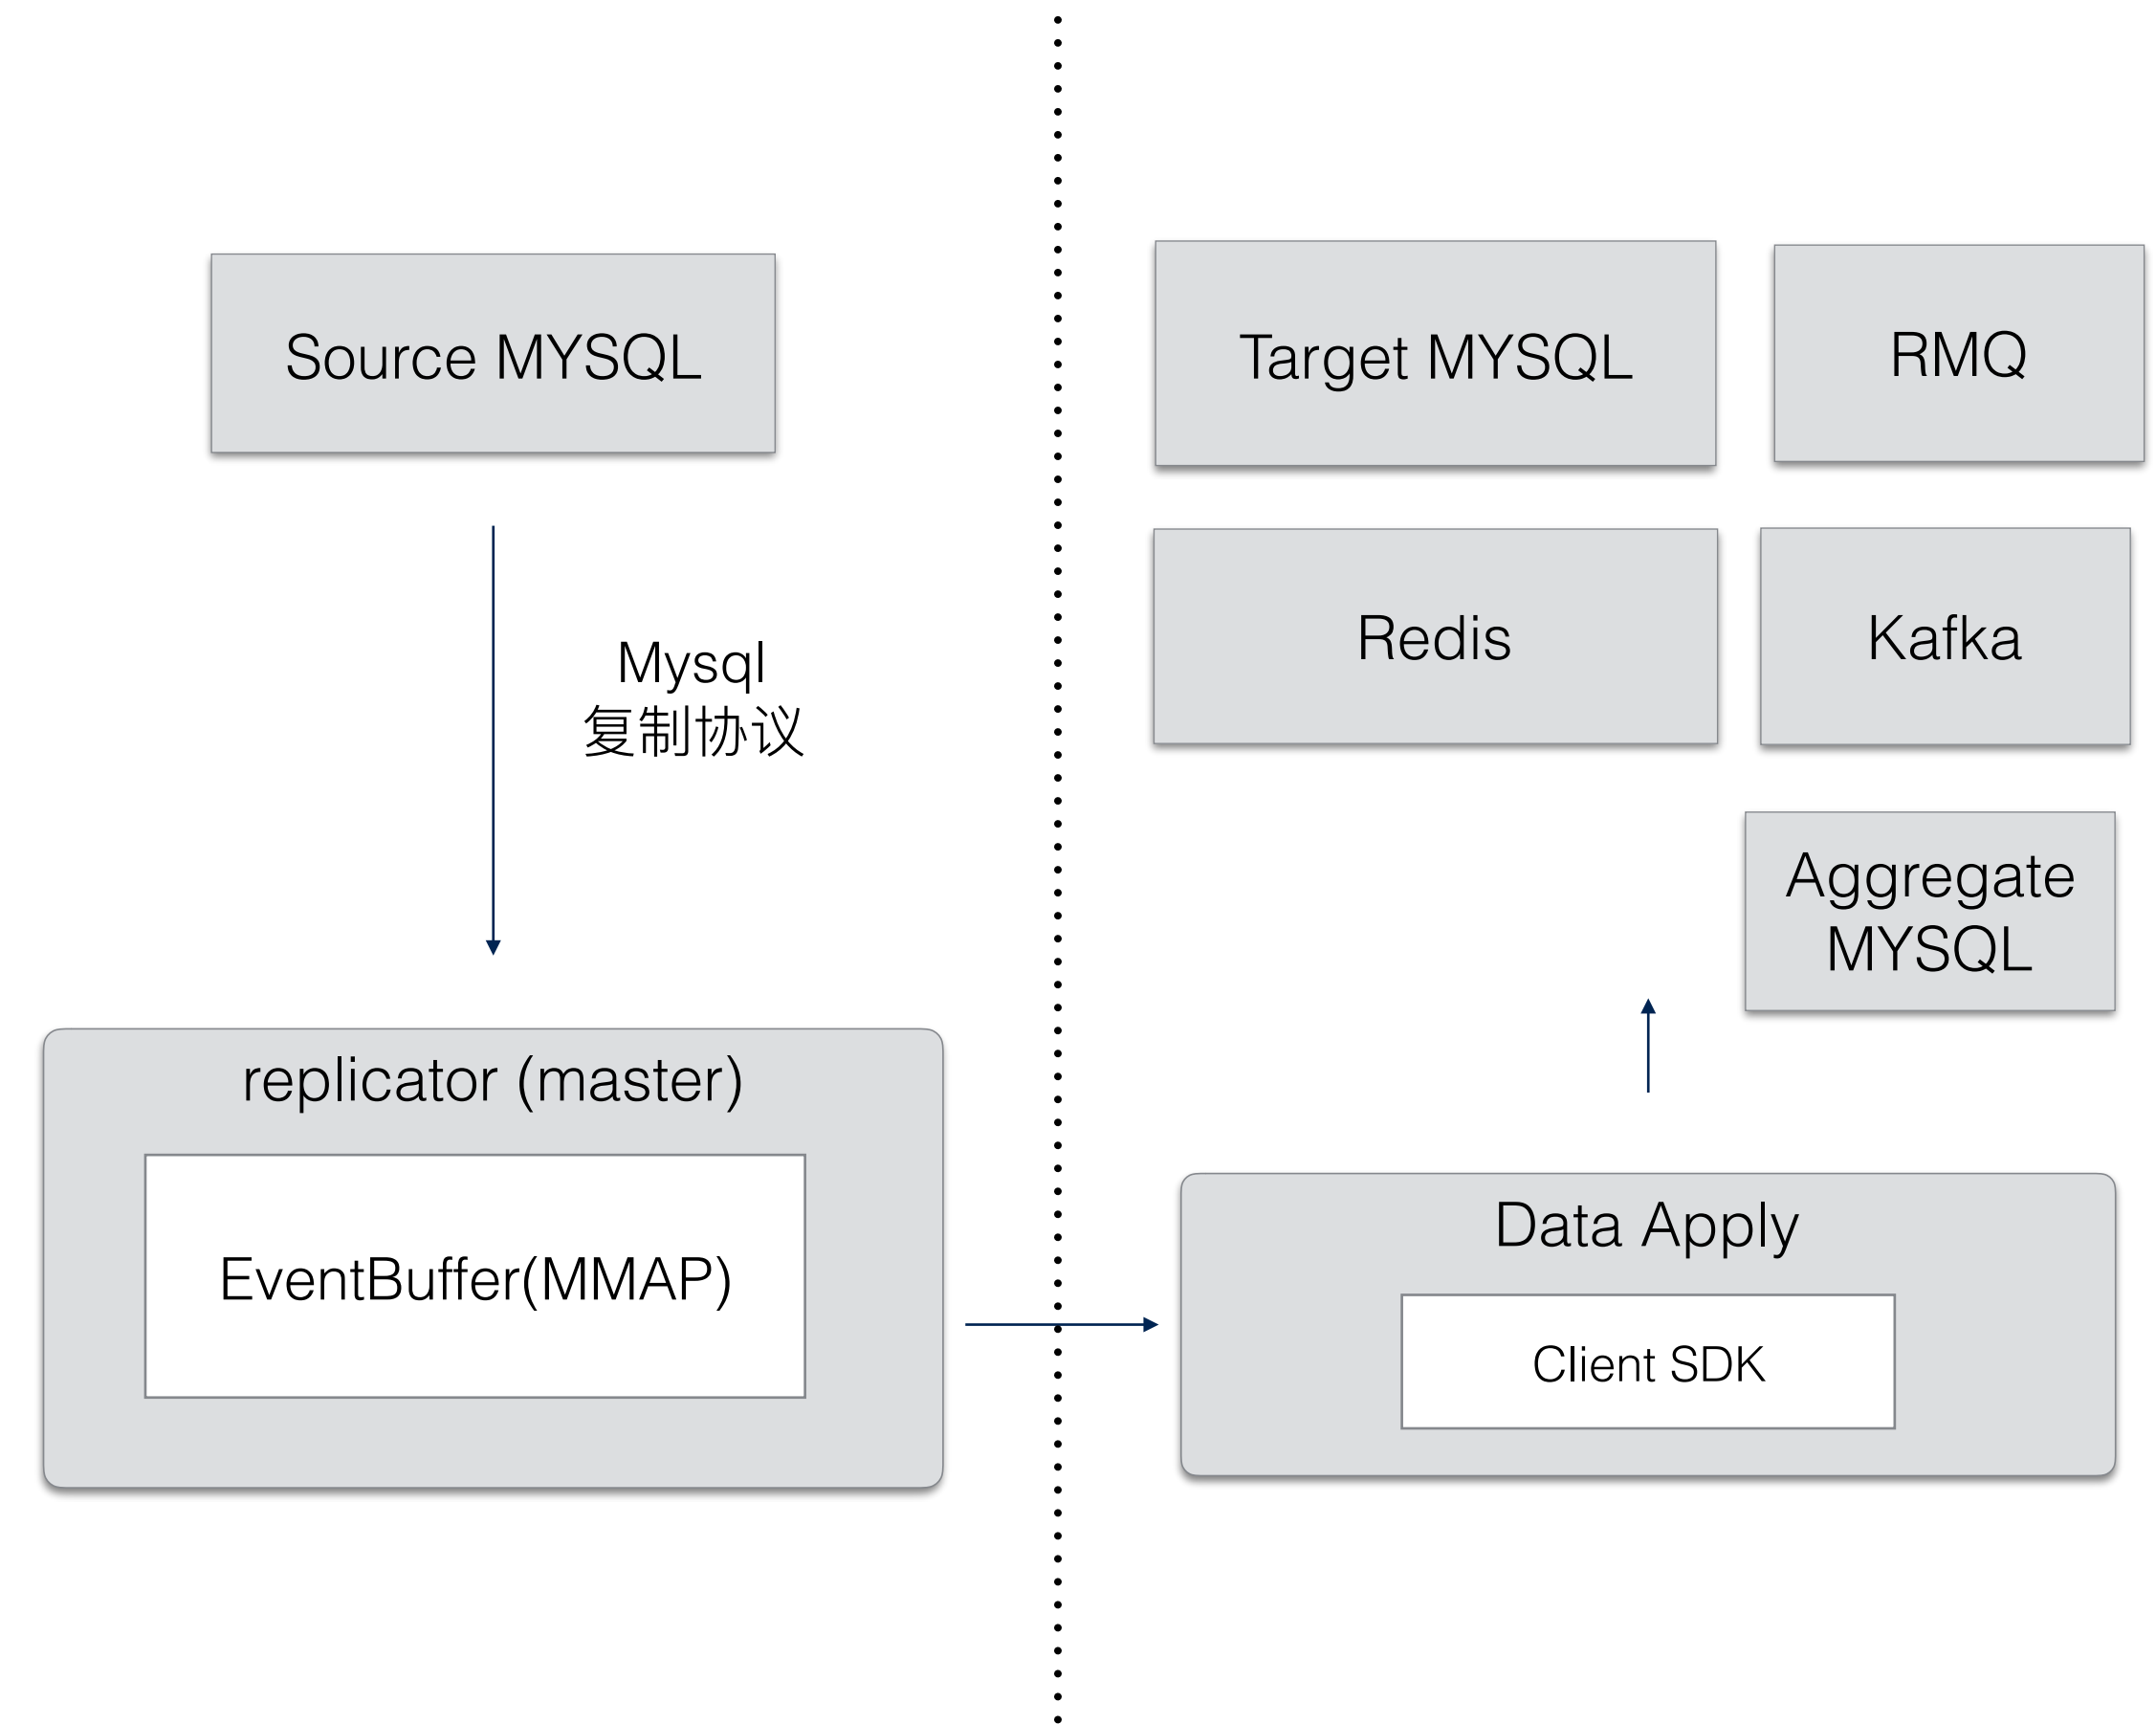 Source MYSQL
Mysql
复制协议
replicator (master)
EventBuffer(MMAP)
Target MYSQL
RMQ
Redis
Kafka
Aggregate
MYSQL
Data Apply
Client SDK